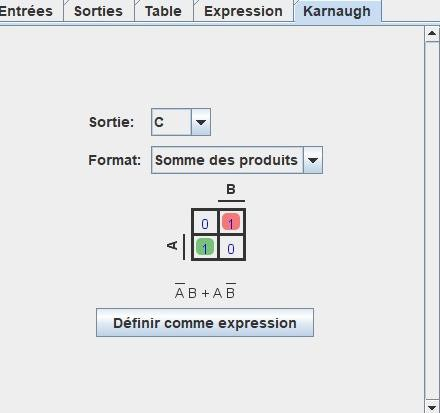 Entrées Sorties Table Expression Karnaugh
Sortie: C
Format: Somme des produits
B
0 1
A
1 0
A̅ B + A B̅
Définir comme expression